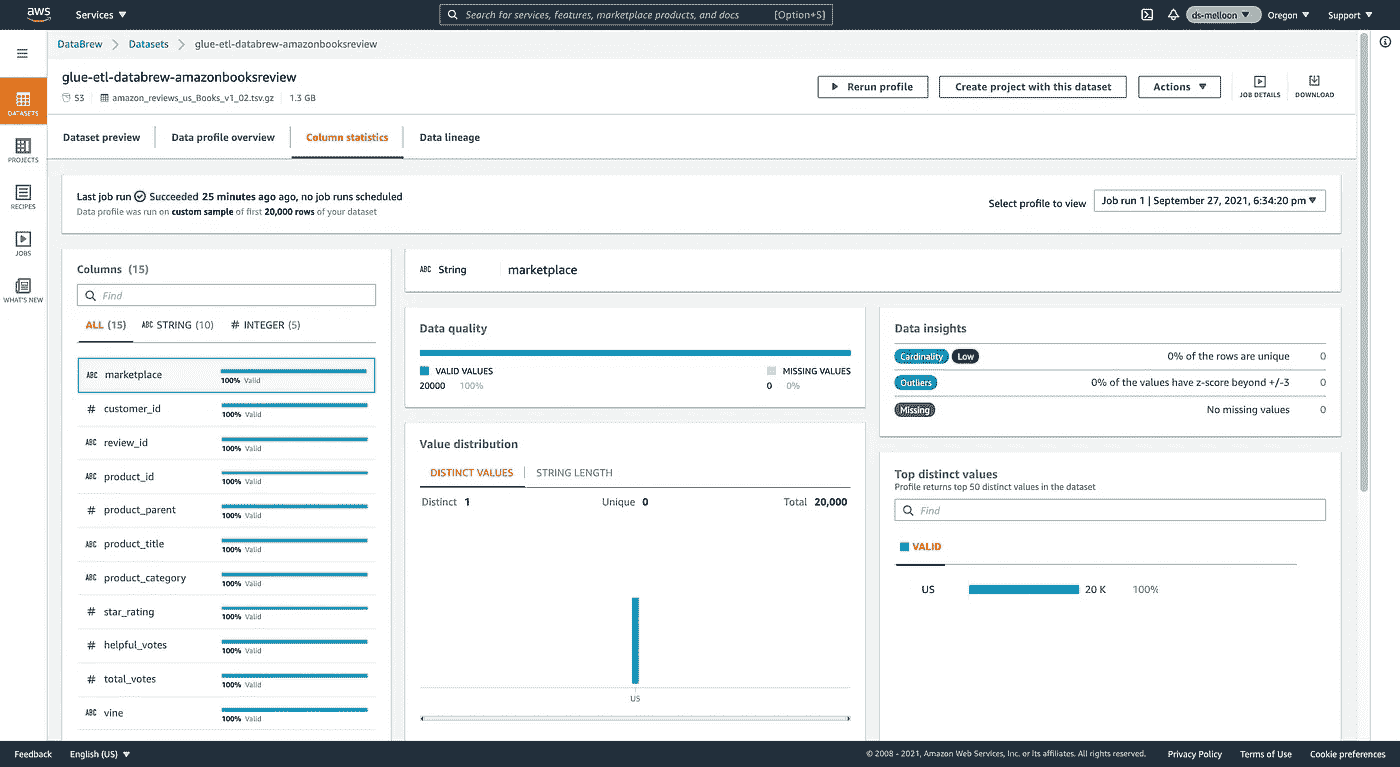 aws
Services ▼
Search for services, features, marketplace products, and docs [Option+S]
ds-melloon ▼
Oregon ▼
Support ▼
DataBrew > Datasets > glue-etl-databrew-amazonbooksreview
DATASETS
PROJECTS
RECIPES
JOBS
WHAT'S NEW
glue-etl-databrew-amazonbooksreview
S3 amazon_reviews_us_Books_v1_02.tsv.gz 1.3 GB
Rerun profile
Create project with this dataset
Actions ▼
JOB DETAILS
DOWNLOAD
Dataset preview
Data profile overview
Column statistics
Data lineage
Last job run Succeeded 25 minutes ago ago, no job runs scheduled
Data profile was run on custom sample of first 20,000 rows of your dataset
Select profile to view
Job run 1 | September 27, 2021, 6:34:20 pm ▼
Columns (15)
Find
ALL (15) ABC STRING (10) # INTEGER (5)
ABC marketplace
100% Valid
# customer_id
100% Valid
ABC review_id
100% Valid
ABC product_id
100% Valid
# product_parent
100% Valid
ABC product_title
100% Valid
ABC product_category
100% Valid
# star_rating
100% Valid
# helpful_votes
100% Valid
# total_votes
100% Valid
ABC vine
100% Valid
ABC String marketplace
Data quality
VALID VALUES
20000 100%
MISSING VALUES
0 0%
Value distribution
DISTINCT VALUES STRING LENGTH
Distinct 1 Unique 0 Total 20,000
US
Data insights
Cardinality Low 0% of the rows are unique 0
Outliers 0% of the values have z-score beyond +/-3 0
Missing No missing values 0
Top distinct values
Profile returns top 50 distinct values in the dataset
Find
VALID
US 20 K 100%
Feedback English (US) ▼
© 2008 - 2021, Amazon Web Services, Inc. or its affiliates. All rights reserved. Privacy Policy Terms of Use Cookie preferences